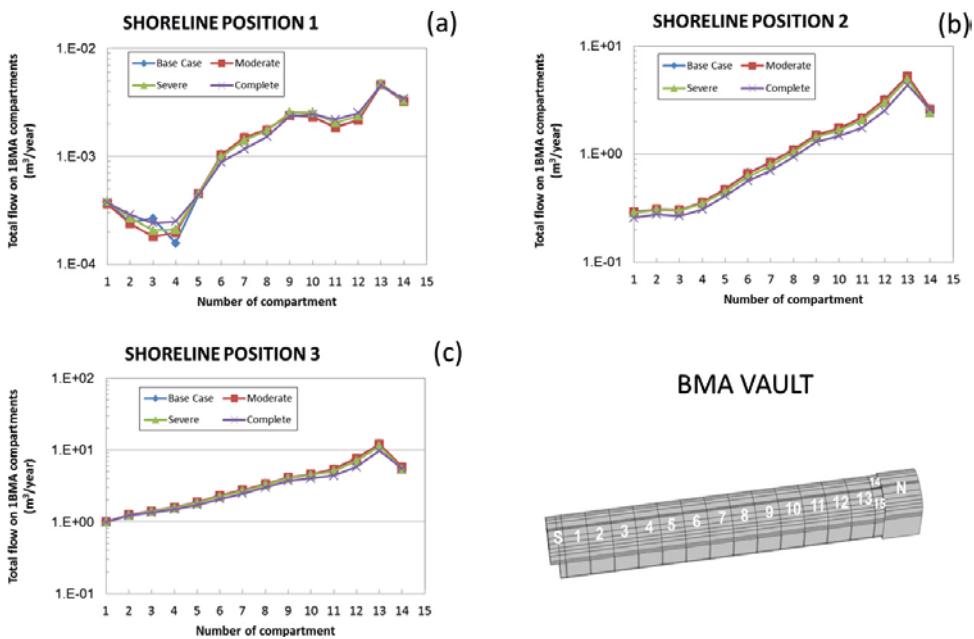 SHORELINE POSITION 1
(a)
1.E-02
1.E-03
1.E-04
Total flow on 1BMA compartments
(m³/year)
Base Case
Moderate
Severe
Complete
1 2 3 4 5 6 7 8 9 10 11 12 13 14 15
Number of compartment
SHORELINE POSITION 2
(b)
1.E+01
1.E+00
1.E-01
Total flow on 1BMA compartments
(m³/year)
Base Case
Moderate
Severe
Complete
1 2 3 4 5 6 7 8 9 10 11 12 13 14 15
Number of compartment
SHORELINE POSITION 3
(c)
1.E+02
1.E+01
1.E+00
1.E-01
Total flow on 1BMA compartments
(m³/year)
Base Case
Moderate
Severe
Complete
1 2 3 4 5 6 7 8 9 10 11 12 13 14 15
Number of compartment
BMA VAULT
S 1 2 3 4 5 6 7 8 9 10 11 12 13 14 15 N